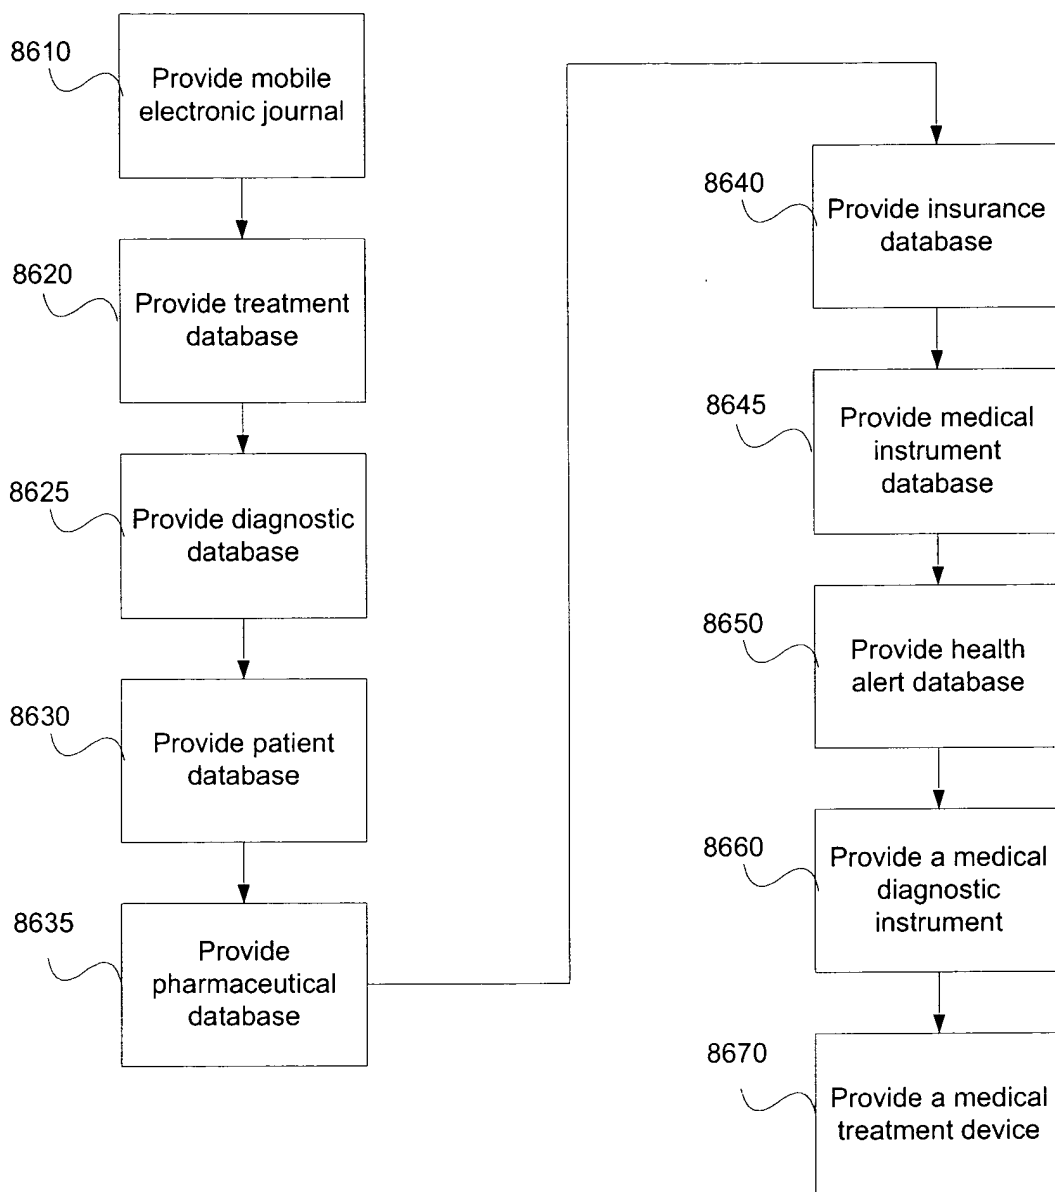 8610
Provide mobile
electronic journal
8620
Provide treatment
database
8625
Provide diagnostic
database
8630
Provide patient
database
8635
Provide
pharmaceutical
database
8640
Provide insurance
database
8645
Provide medical
instrument
database
8650
Provide health
alert database
8660
Provide a medical
diagnostic
instrument
8670
Provide a medical
treatment device